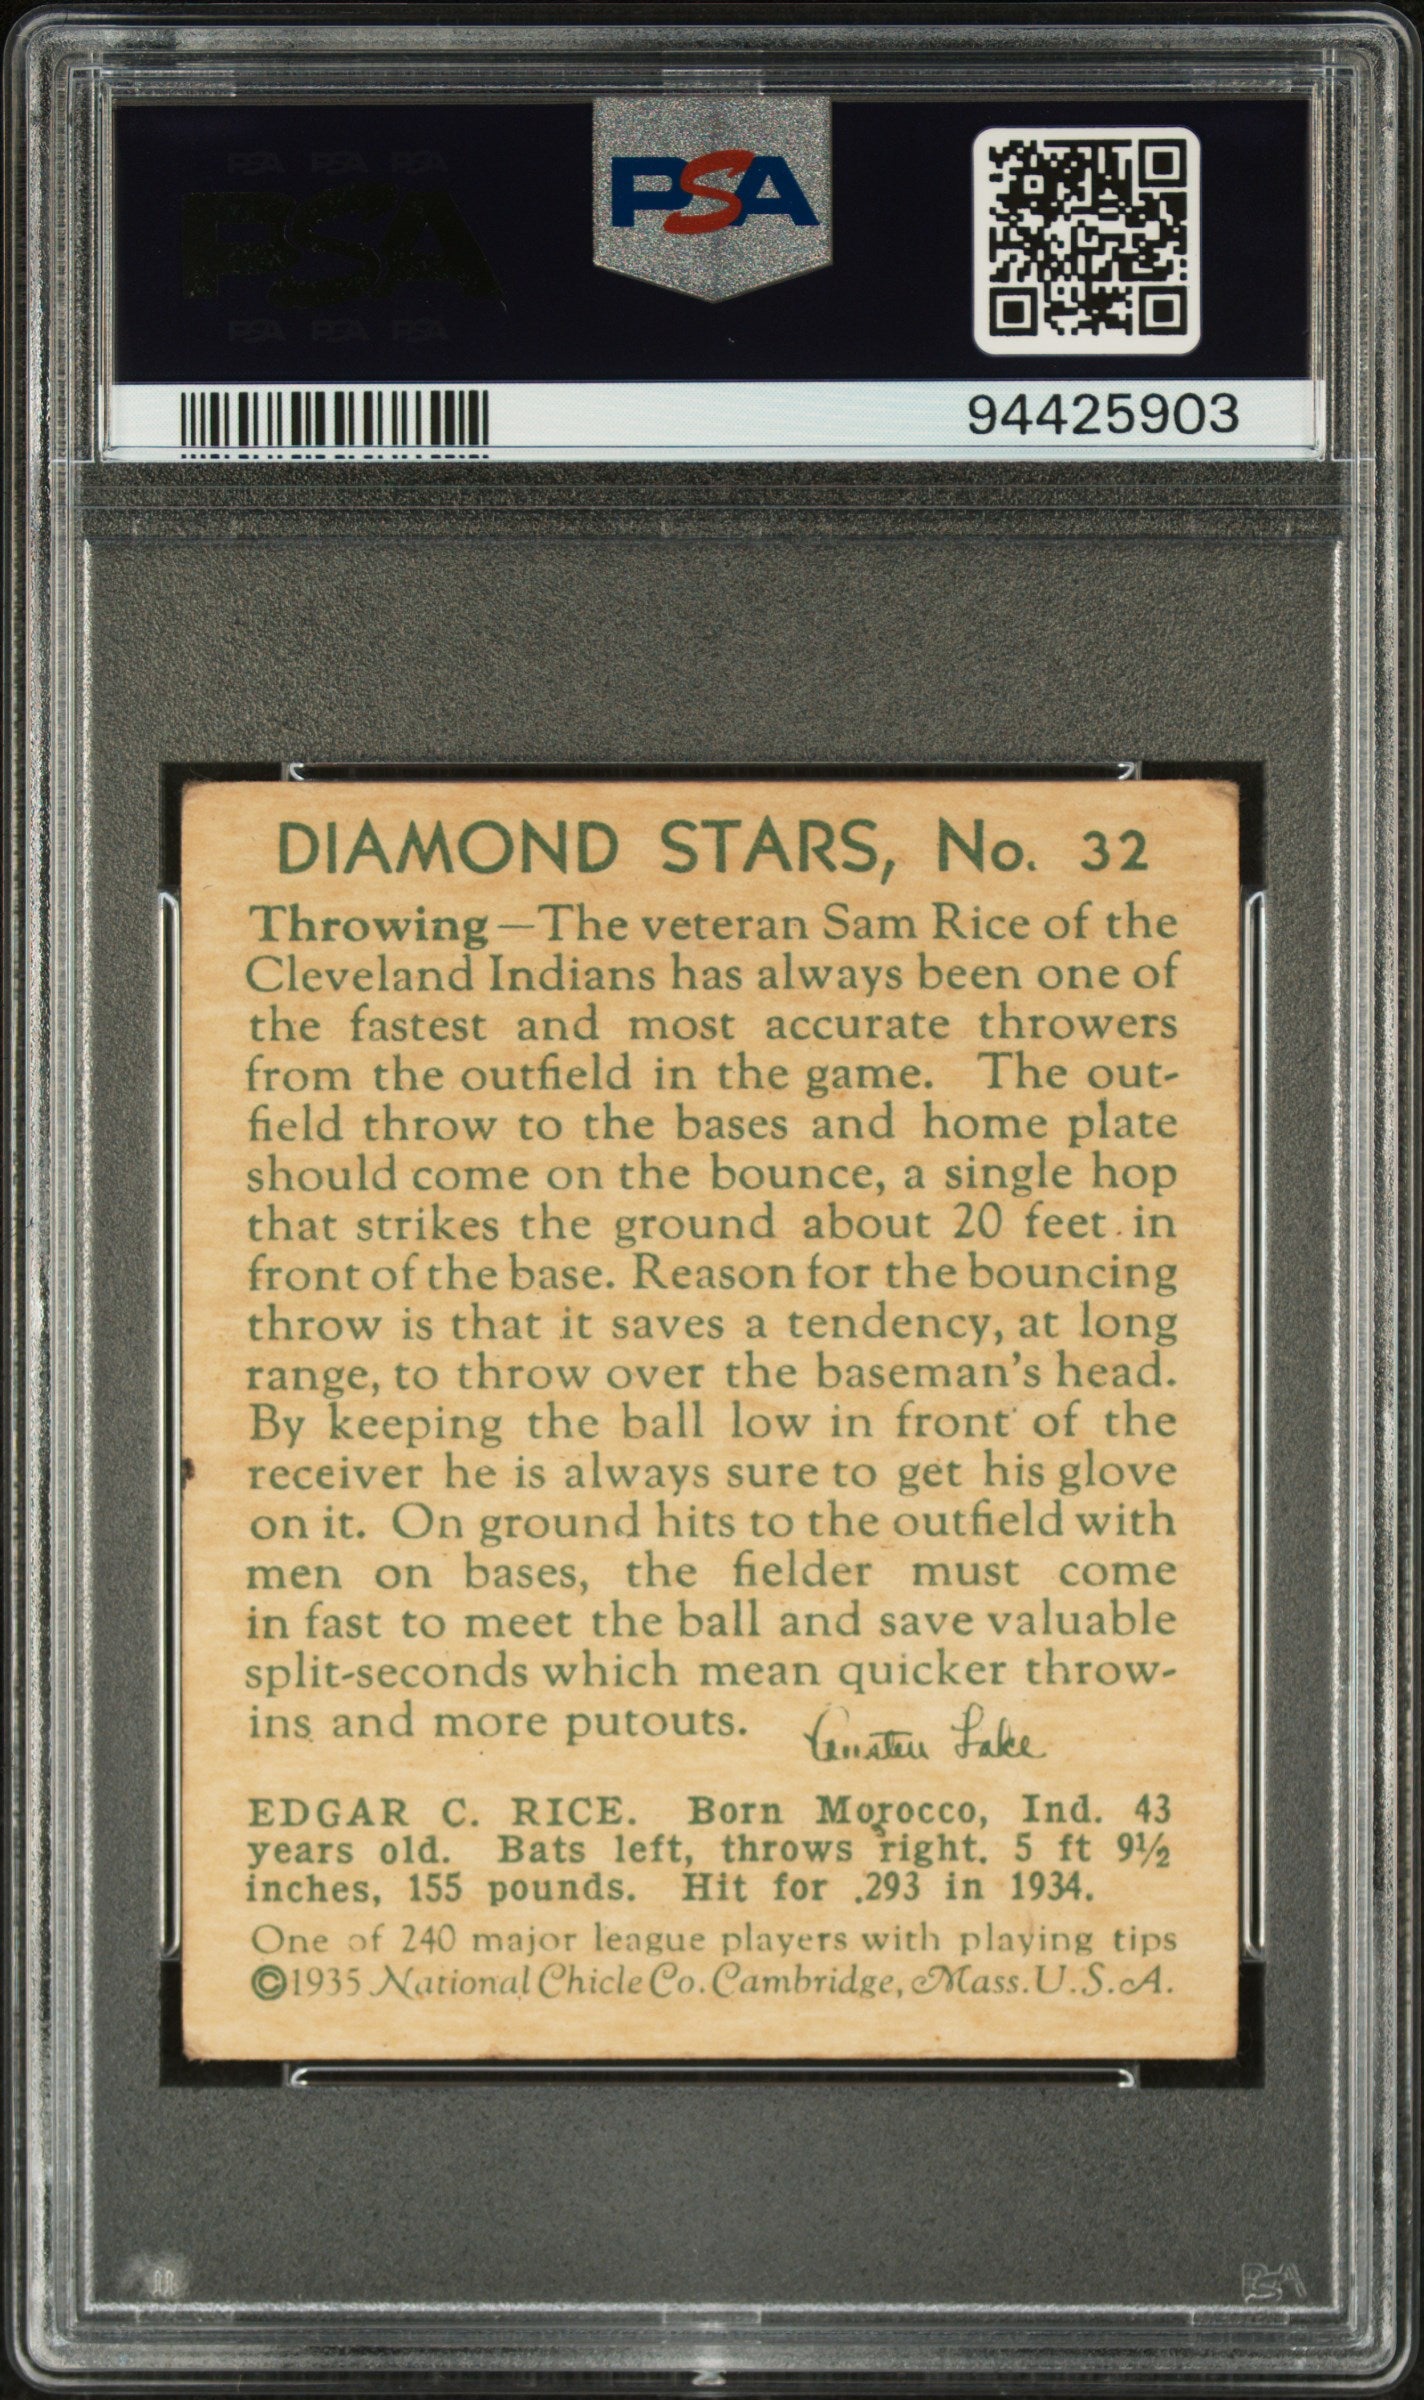 PSA PSA PSA
PSA
PSA PSA PSA
PSA
94425903
DIAMOND STARS, No. 32
Throwing—The veteran Sam Rice of the
Cleveland Indians has always been one of
the fastest and most accurate throwers
from the outfield in the game. The out-
field throw to the bases and home plate
should come on the bounce, a single hop
that strikes the ground about 20 feet in
front of the base. Reason for the bouncing
throw is that it saves a tendency, at long
range, to throw over the baseman's head.
By keeping the ball low in front of the
receiver he is always sure to get his glove
on it. On ground hits to the outfield with
men on bases, the fielder must come
in fast to meet the ball and save valuable
split-seconds which mean quicker throw-
ins and more putouts.
Austen Lake
EDGAR C. RICE. Born Morocco, Ind. 43
years old. Bats left, throws right. 5 ft 9½
inches, 155 pounds. Hit for .293 in 1934.
One of 240 major league players with playing tips
©1935 National Chicle Co. Cambridge, Mass. U.S.A.
PSA